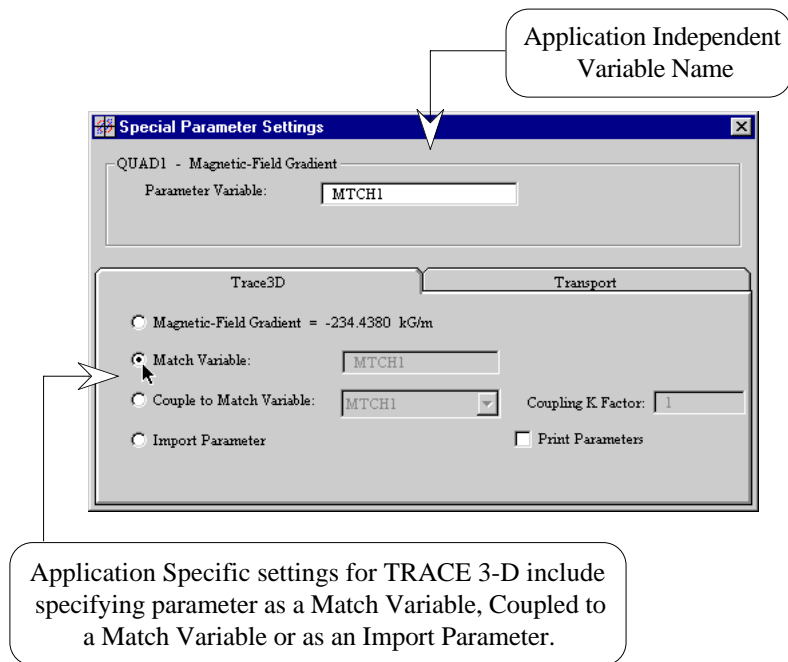 Application Independent
Variable Name
Special Parameter Settings
QUAD1 - Magnetic-Field Gradient
Parameter Variable: MTCH1
Trace3D Transport
Magnetic-Field Gradient = -234.4380 kG/m
Match Variable: MTCH1
Couple to Match Variable: MTCH1 Coupling K Factor: 1
Import Parameter Print Parameters
Application Specific settings for TRACE 3-D include
specifying parameter as a Match Variable, Coupled to
a Match Variable or as an Import Parameter.